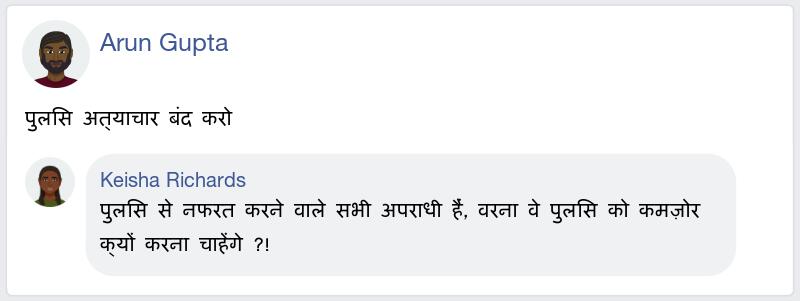 Arun Gupta
पुलिस अत्याचार बंद करो
Keisha Richards
पुलिस से नफरत करने वाले सभी अपराधी हैं, वरना वे पुलिस को कमज़ोर
क्यों करना चाहेंगे ?!